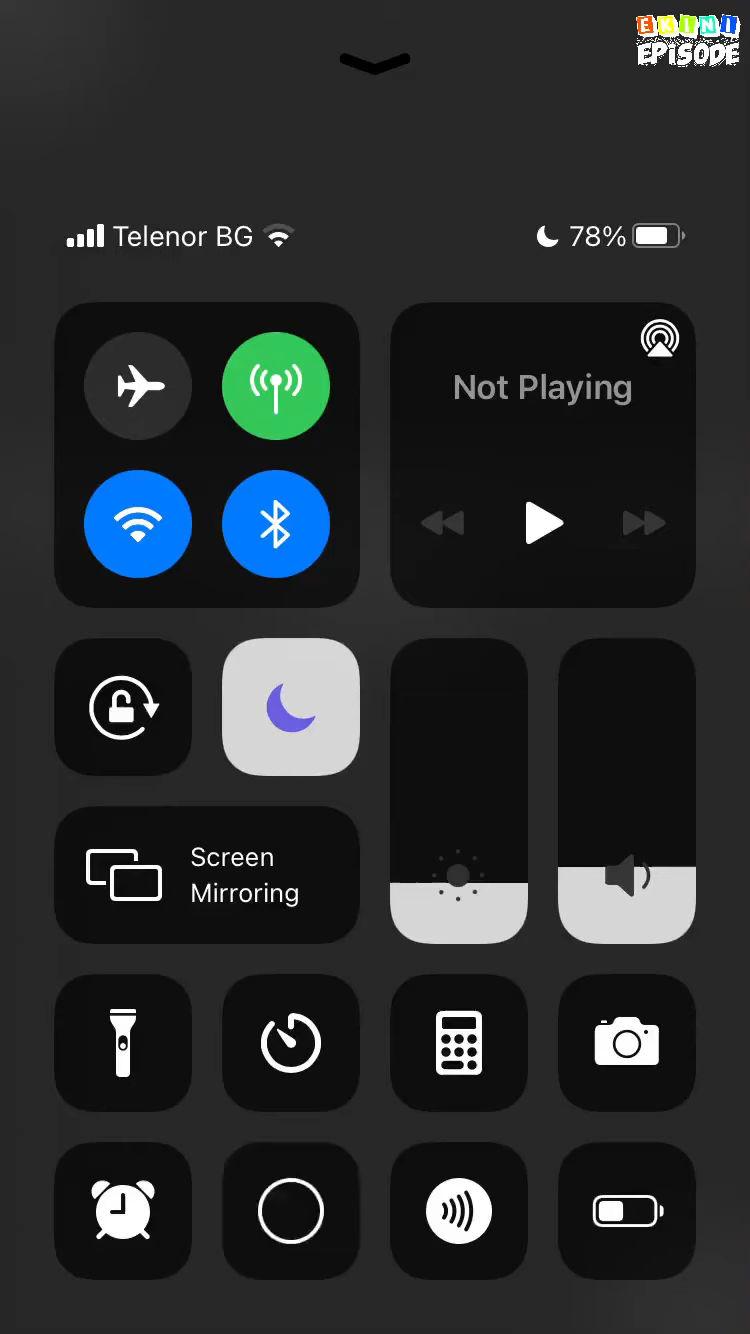 EKINI
EPISODE
Telenor BG
78%
Not Playing
Screen
Mirroring